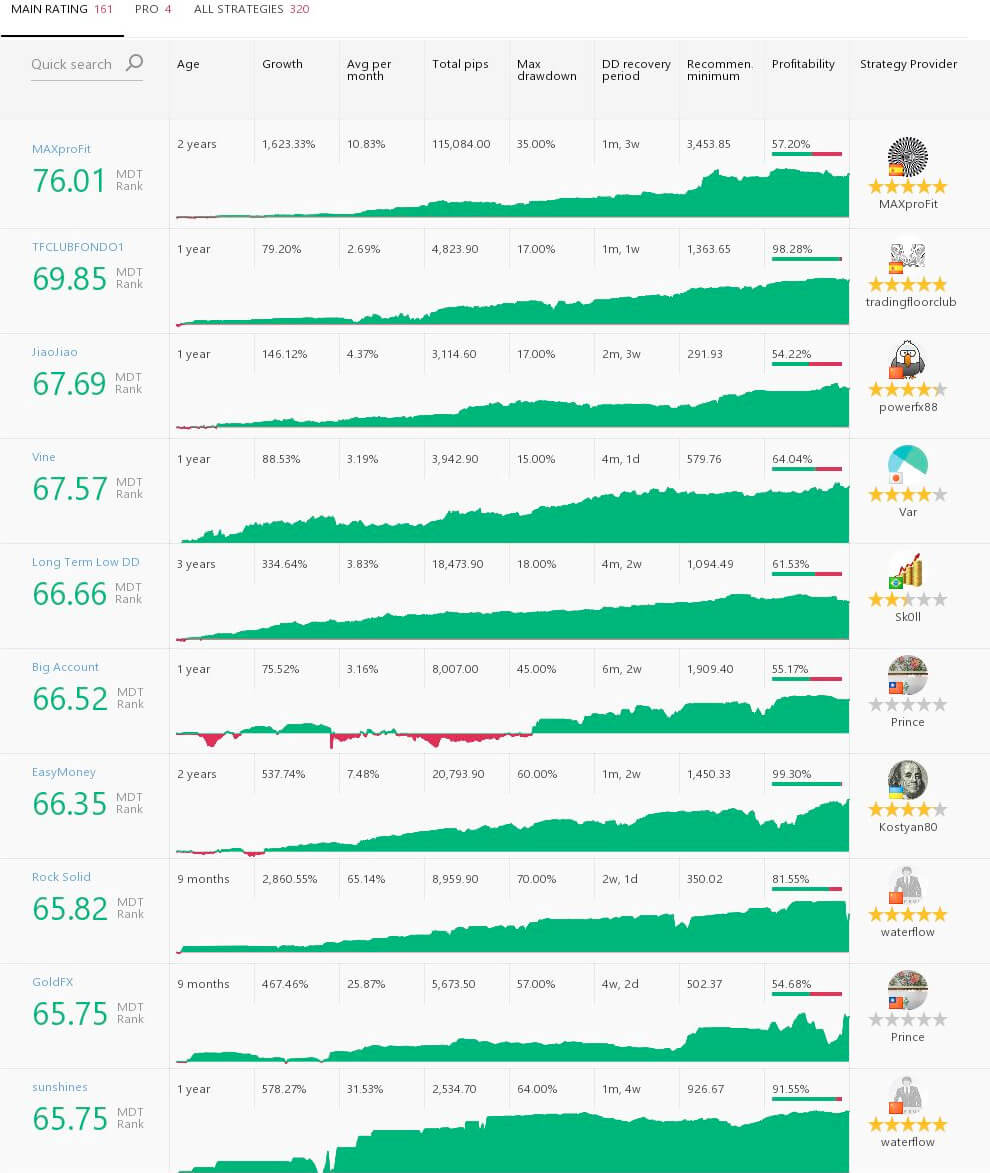 MAIN RATING 161 PRO 4 ALL STRATEGIES 320
Quick search
Age Growth Avg per month Total pips Max drawdown DD recovery period Recommen. minimum Profitability Strategy Provider
MAXproFit
76.01 MDT Rank
2 years 1,623.33% 10.83% 115,084.00 35.00% 1m, 3w 3,453.85 57.20%
MAXproFit
TFCLUBFONDO1
69.85 MDT Rank
1 year 79.20% 2.69% 4,823.90 17.00% 1m, 1w 1,363.65 98.28%
tradingfloorclub
JiaoJiao
67.69 MDT Rank
1 year 146.12% 4.37% 3,114.60 17.00% 2m, 3w 291.93 54.22%
powerfx88
Vine
67.57 MDT Rank
1 year 88.53% 3.19% 3,942.90 15.00% 4m, 1d 579.76 64.04%
Var
Long Term Low DD
66.66 MDT Rank
3 years 334.64% 3.83% 18,473.90 18.00% 4m, 2w 1,094.49 61.53%
Sk0ll
Big Account
66.52 MDT Rank
1 year 75.52% 3.16% 8,007.00 45.00% 6m, 2w 1,909.40 55.17%
Prince
EasyMoney
66.35 MDT Rank
2 years 537.74% 7.48% 20,793.90 60.00% 1m, 2w 1,450.33 99.30%
Kostyan80
Rock Solid
65.82 MDT Rank
9 months 2,860.55% 65.14% 8,959.90 70.00% 2w, 1d 350.02 81.55%
waterflow
GoldFX
65.75 MDT Rank
9 months 467.46% 25.87% 5,673.50 57.00% 4w, 2d 502.37 54.68%
Prince
sunshines
65.75 MDT Rank
1 year 578.27% 31.53% 2,534.70 64.00% 1m, 4w 926.67 91.55%
waterflow